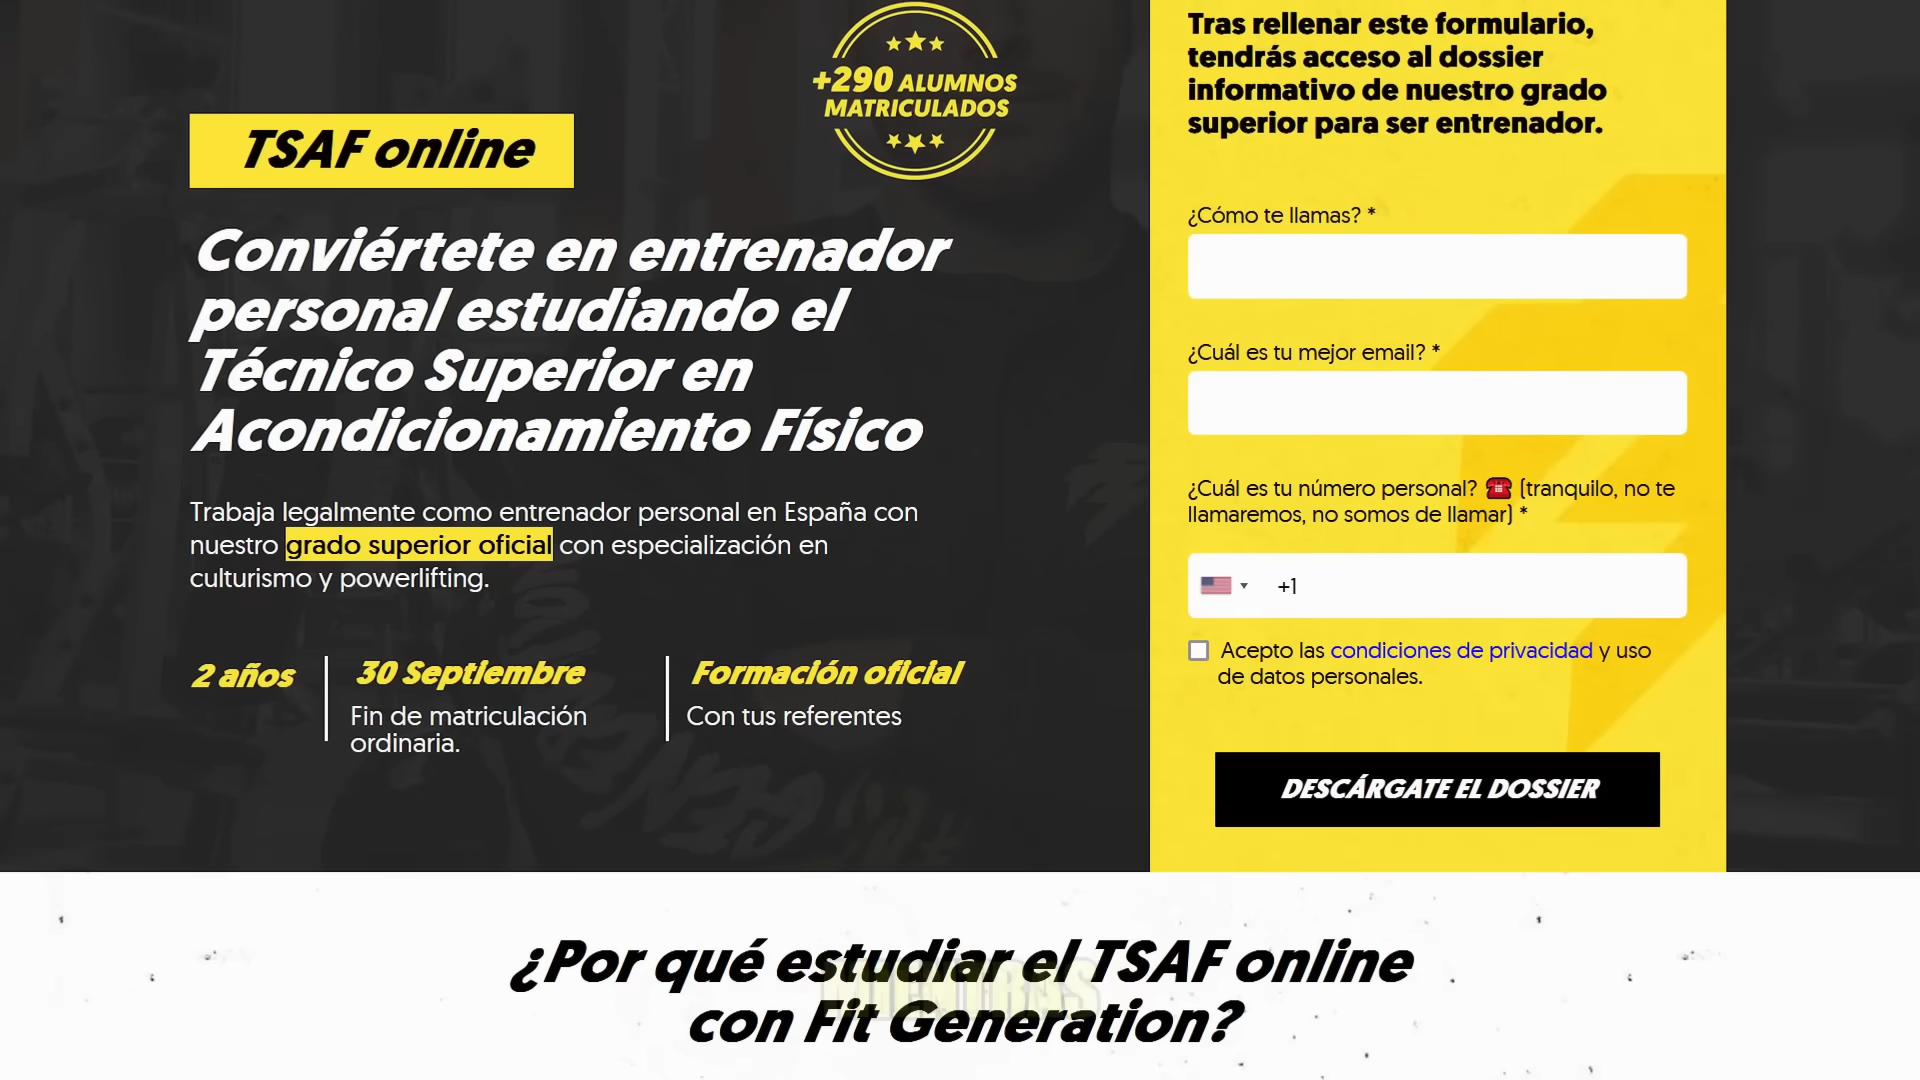 +290 ALUMNOS
MATRICULADOS
TSAF online
Conviértete en entrenador
personal estudiando el
Técnico Superior en
Acondicionamiento Físico
Trabaja legalmente como entrenador personal en España con
nuestro grado superior oficial con especialización en
culturismo y powerlifting.
2 años
30 Septiembre
Fin de matriculación
ordinaria.
Formación oficial
Con tus referentes
Tras rellenar este formulario,
tendrás acceso al dossier
informativo de nuestro grado
superior para ser entrenador.
¿Cómo te llamas? *
¿Cuál es tu mejor email? *
¿Cuál es tu número personal? ☎️ (tranquilo, no te
llamaremos, no somos de llamar) *
+1
Acepto las condiciones de privacidad y uso
de datos personales.
DESCÁRGATE EL DOSSIER
¿Por qué estudiar el TSAF online
con Fit Generation?
MIENTRAS